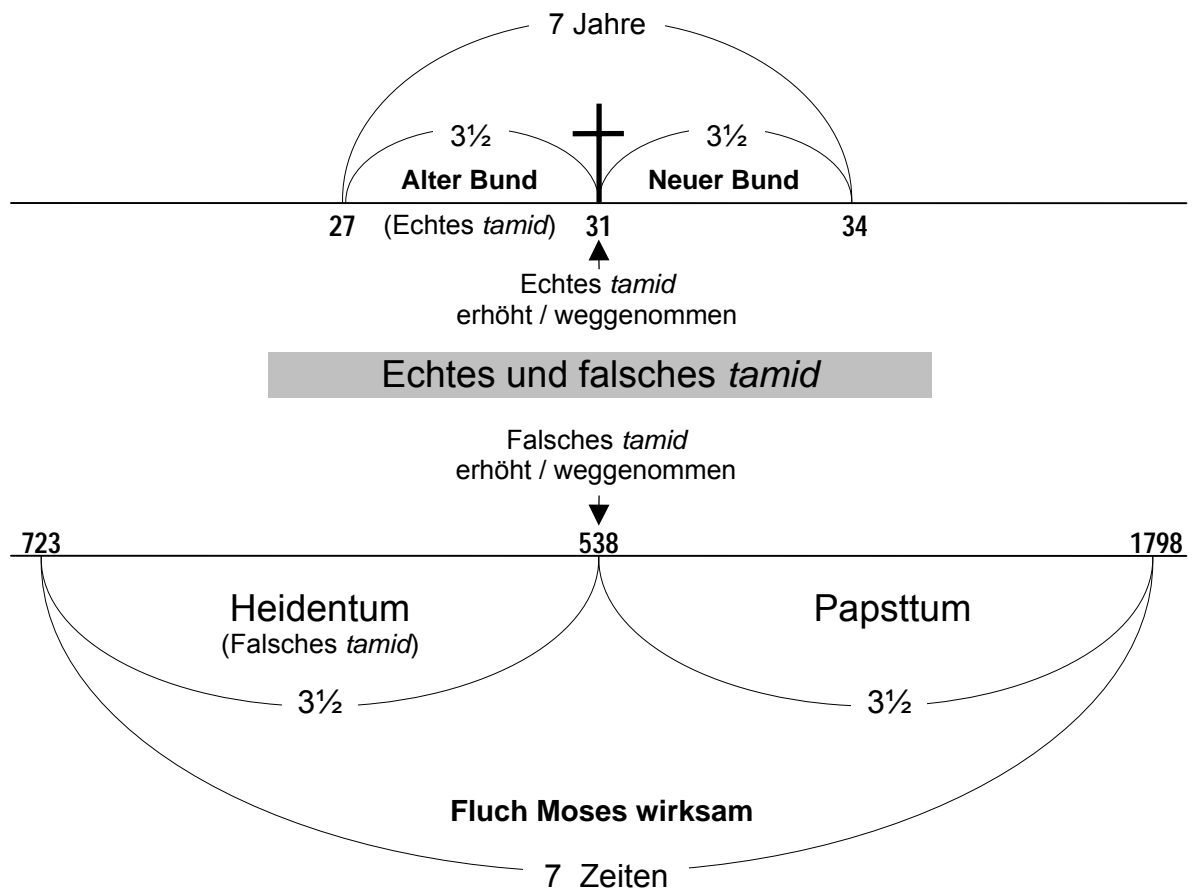 7 Jahre
3½ 3½
Alter Bund Neuer Bund
27 (Echtes tamid) 31 34
Echtes tamid
erhöht / weggenommen
Echtes und falsches tamid
Falsches tamid
erhöht / weggenommen
723 538 1798
Heidentum Papsttum
(Falsches tamid)
3½ 3½
Fluch Moses wirksam
7 Zeiten